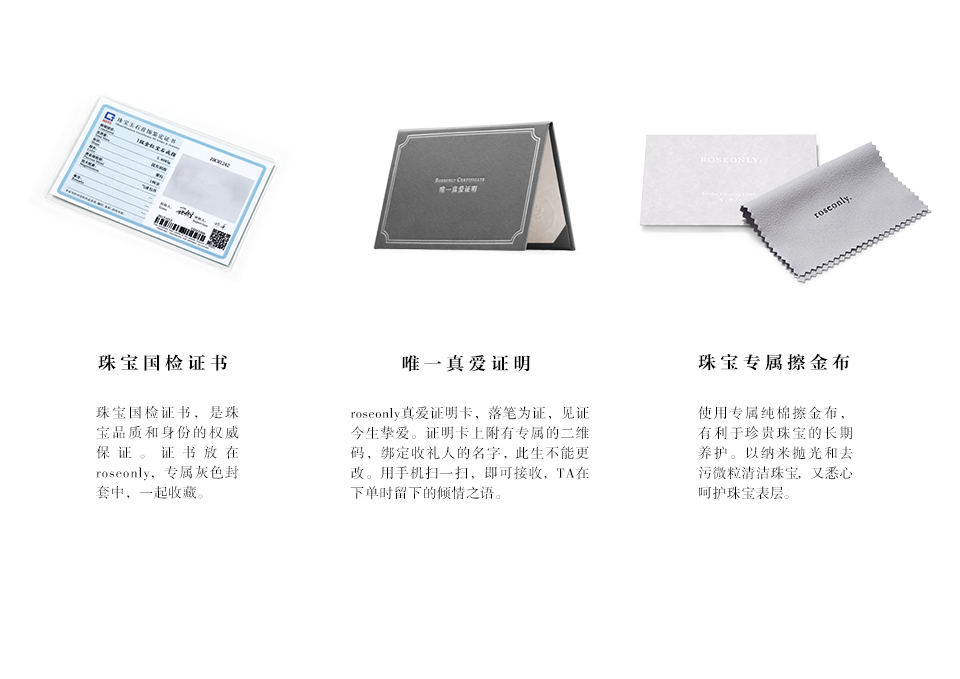 珠宝玉石首饰鉴定证书
ROSEONLY CERTIFICATE
唯一真爱证明
ROSEONLY.
roseonly.
珠宝国检证书
珠宝国检证书，是珠
宝品质和身份的权威
保证。证书放在
roseonly, 专属灰色封
套中，一起收藏。
唯一真爱证明
roseonly真爱证明卡，落笔为证，见证
今生挚爱。证明卡上附有专属的二维
码，绑定收礼人的名字，此生不能更
改。用手机扫一扫，即可接收，TA在
下单时留下的倾情之语。
珠宝专属擦金布
使用专属纯棉擦金布，
有利于珍贵珠宝的长期
养护。以纳米抛光和去
污微粒清洁珠宝，又悉心
呵护珠宝表层。